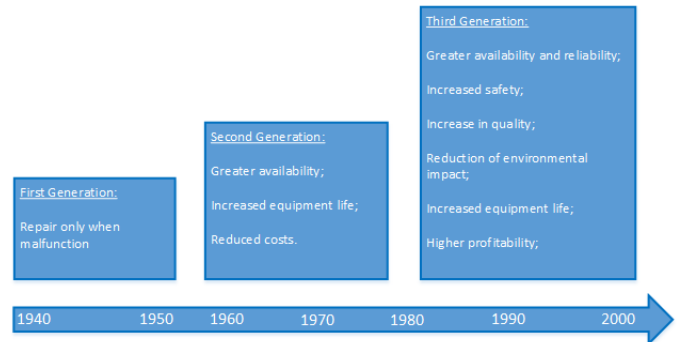 First Generation:
Repair only when
malfunction
Second Generation:
Greater availability;
Increased equipment life;
Reduced costs.
Third Generation:
Greater availability and reliability;
Increased safety;
Increase in quality;
Reduction of environmental
impact;
Increased equipment life;
Higher profitability;
1940 1950 1960 1970 1980 1990 2000